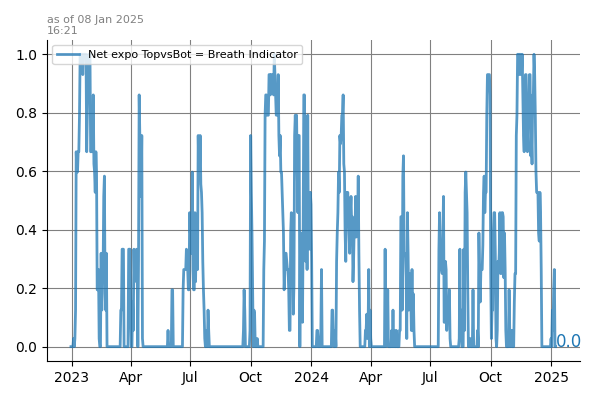 as of 08 Jan 2025
16:21
Net expo TopvsBot = Breath Indicator
1.0
0.8
0.6
0.4
0.2
0.0
0.0
2023 Apr Jul Oct 2024 Apr Jul Oct 2025